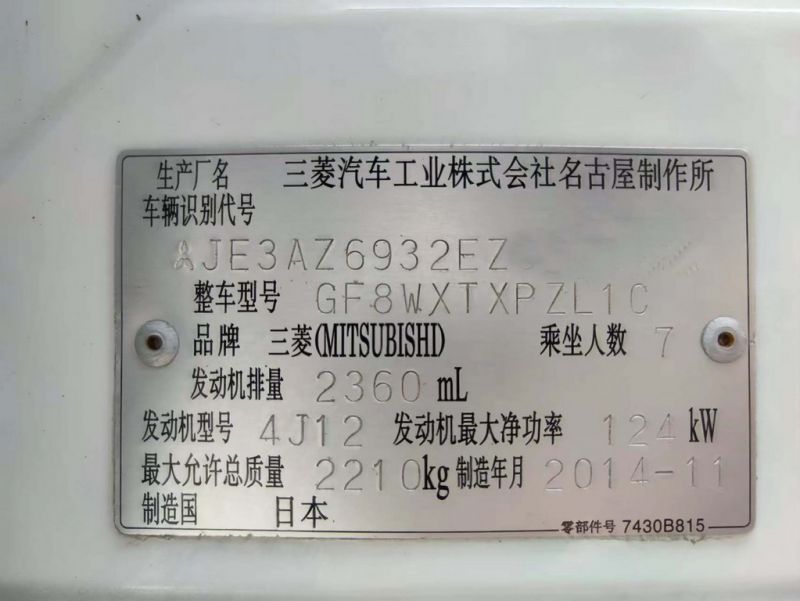 生产厂名 三菱汽车工业株式会社名古屋制作所
车辆识别代号
JE3AZ6932EZ
整车型号 GF8WXTXPZL1C
品牌 三菱(MITSUBISHI) 乘坐人数 7
发动机排量 2360 mL
发动机型号 4J12 发动机最大净功率 124 kW
最大允许总质量 2210kg 制造年月 2014-11
制造国 日本
零部件号 7430B815